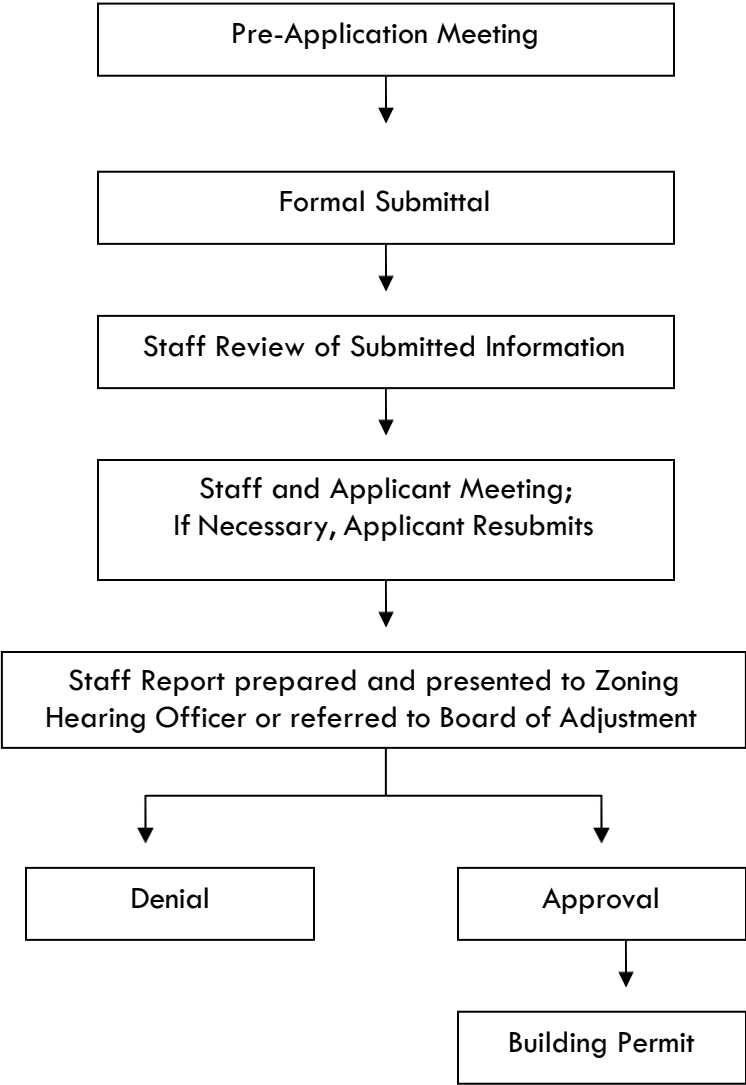 Pre-Application Meeting
Formal Submittal
Staff Review of Submitted Information
Staff and Applicant Meeting;
If Necessary, Applicant Resubmits
Staff Report prepared and presented to Zoning
Hearing Officer or referred to Board of Adjustment
Denial
Approval
Building Permit